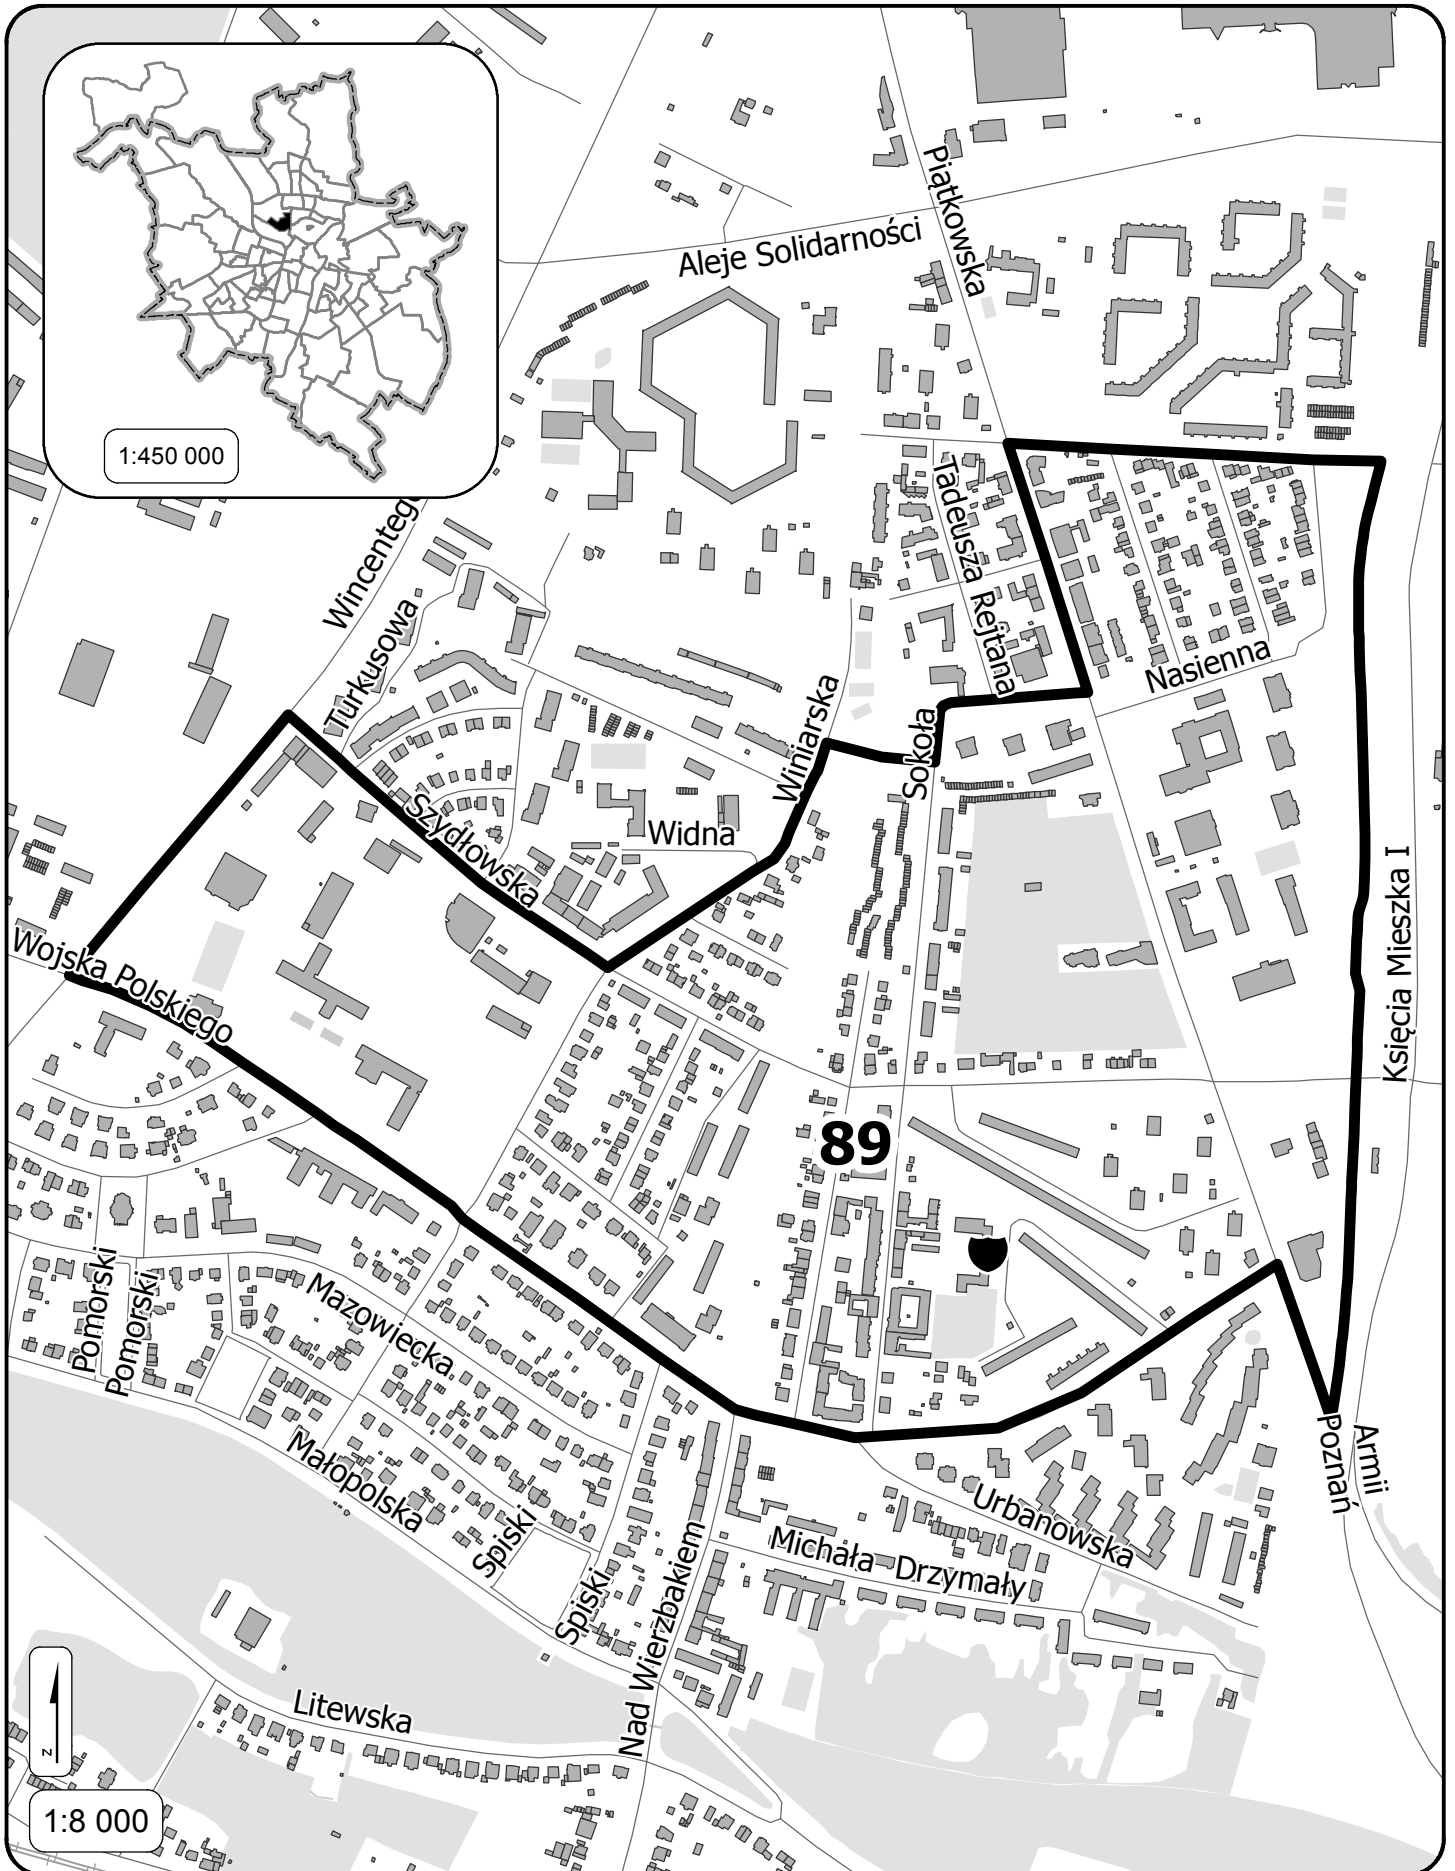 1:450 000
Piątkowska
Aleje Solidarności
Wincentego
Tadeusza Rejtana
Turkusowa
Nasienna
Winiarska
Sokoła
Szydłowska
Widna
Księcia Mieszka I
Wojska Polskiego
89
Pomorski
Pomorski
Mazowiecka
Małopolska
Spiski
Spiski
Nad Wierzbakiem
Urbanowska
Michała Drzymały
Armii
Poznań
Litewska
N
1:8 000